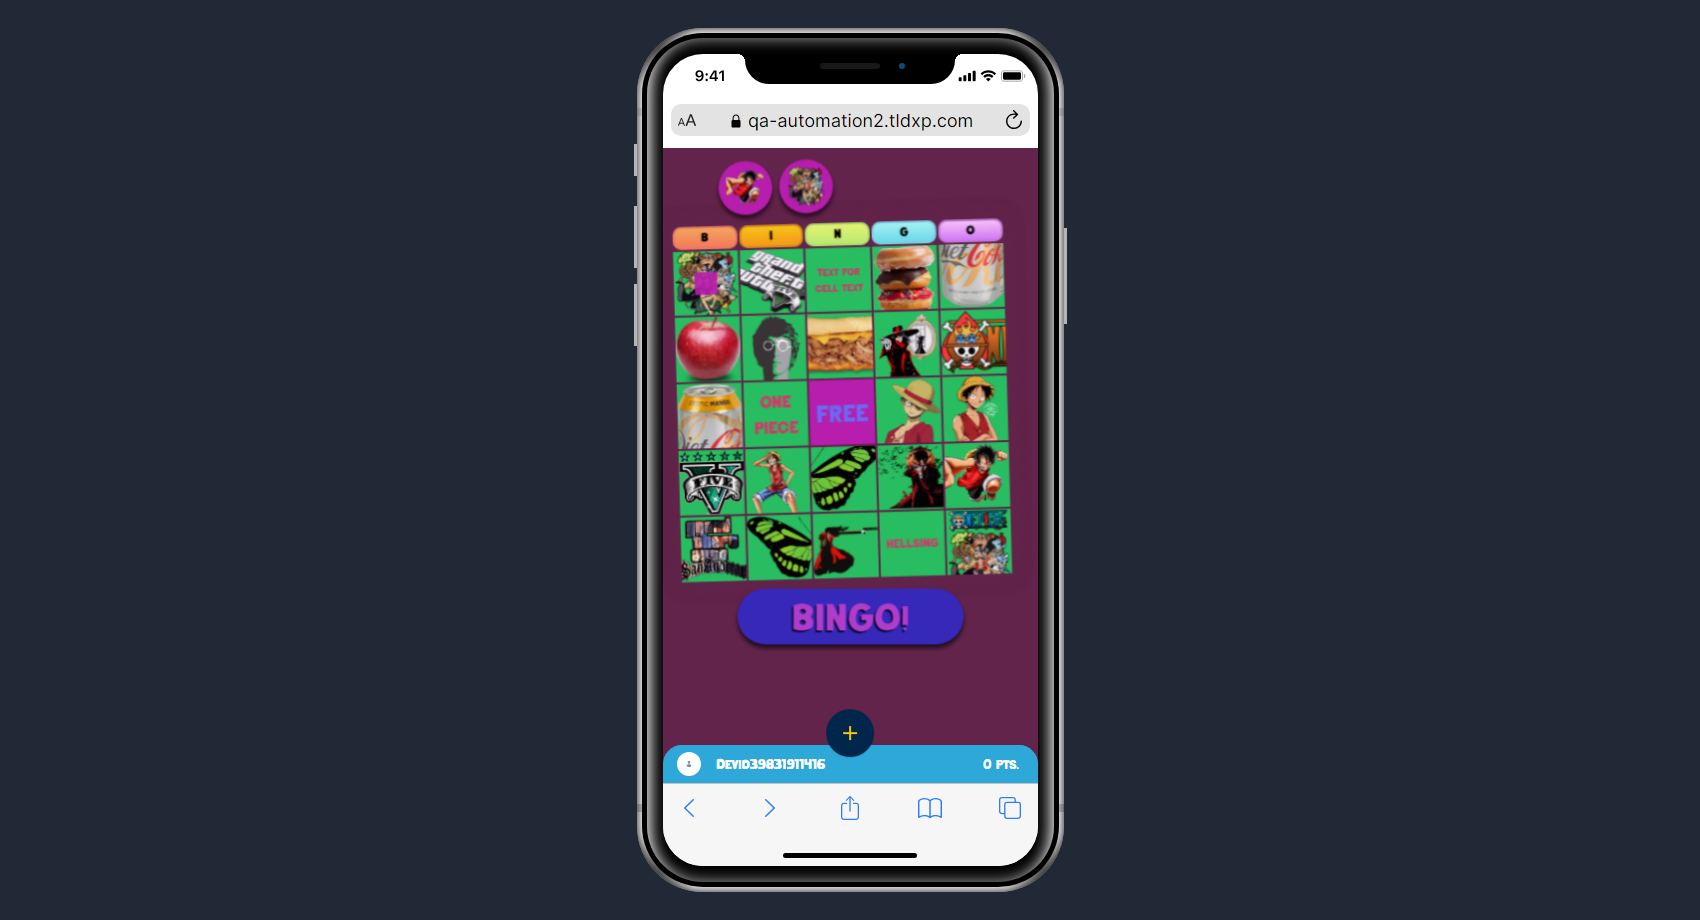 9:41
AA qa-automation2.tldxp.com
B I N G O
grand theft auto FIVE
TEXT FOR
CELL TEXT
ONE
PIECE
FREE
FIVE
HELLSING
BINGO!
+
DEVID39831911416 0 PTS.